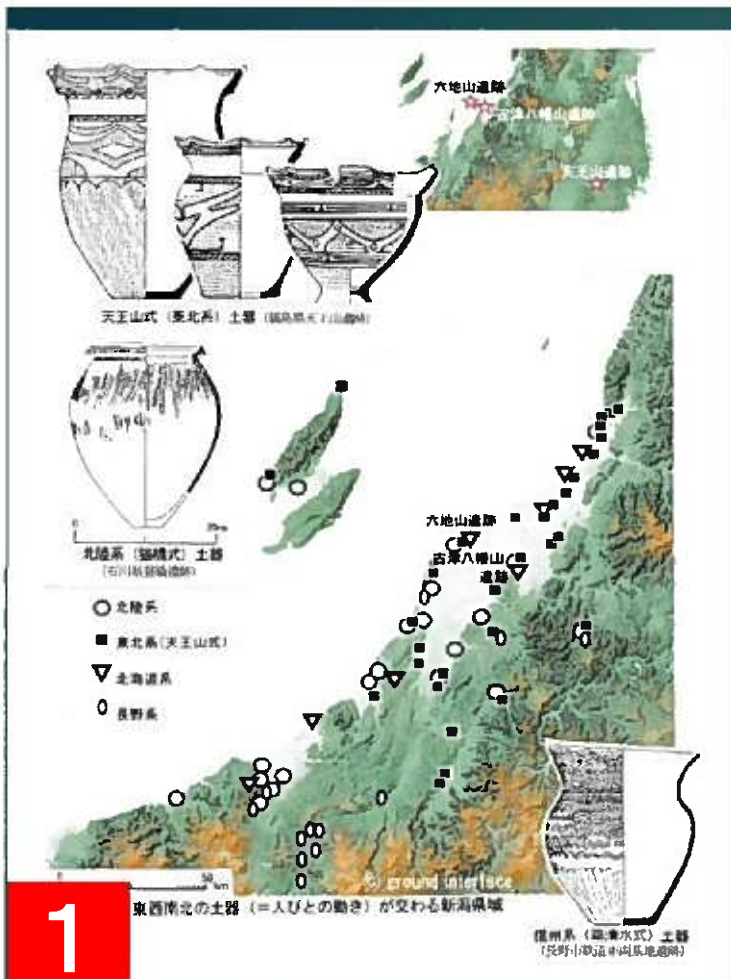 六地山遺跡
古津八幡山遺跡
天王山遺跡
天王山式（東北系）土器
0
北陸系（猫橋式）土器
六地山遺跡
古津八幡山
遺跡
北陸系
東北系(天王山式)
北海道系
長野系
50
km
© ground interface
東西南北の土器（＝人びとの動き）が交わる新潟県域
1
信州系（箱清水式）土器